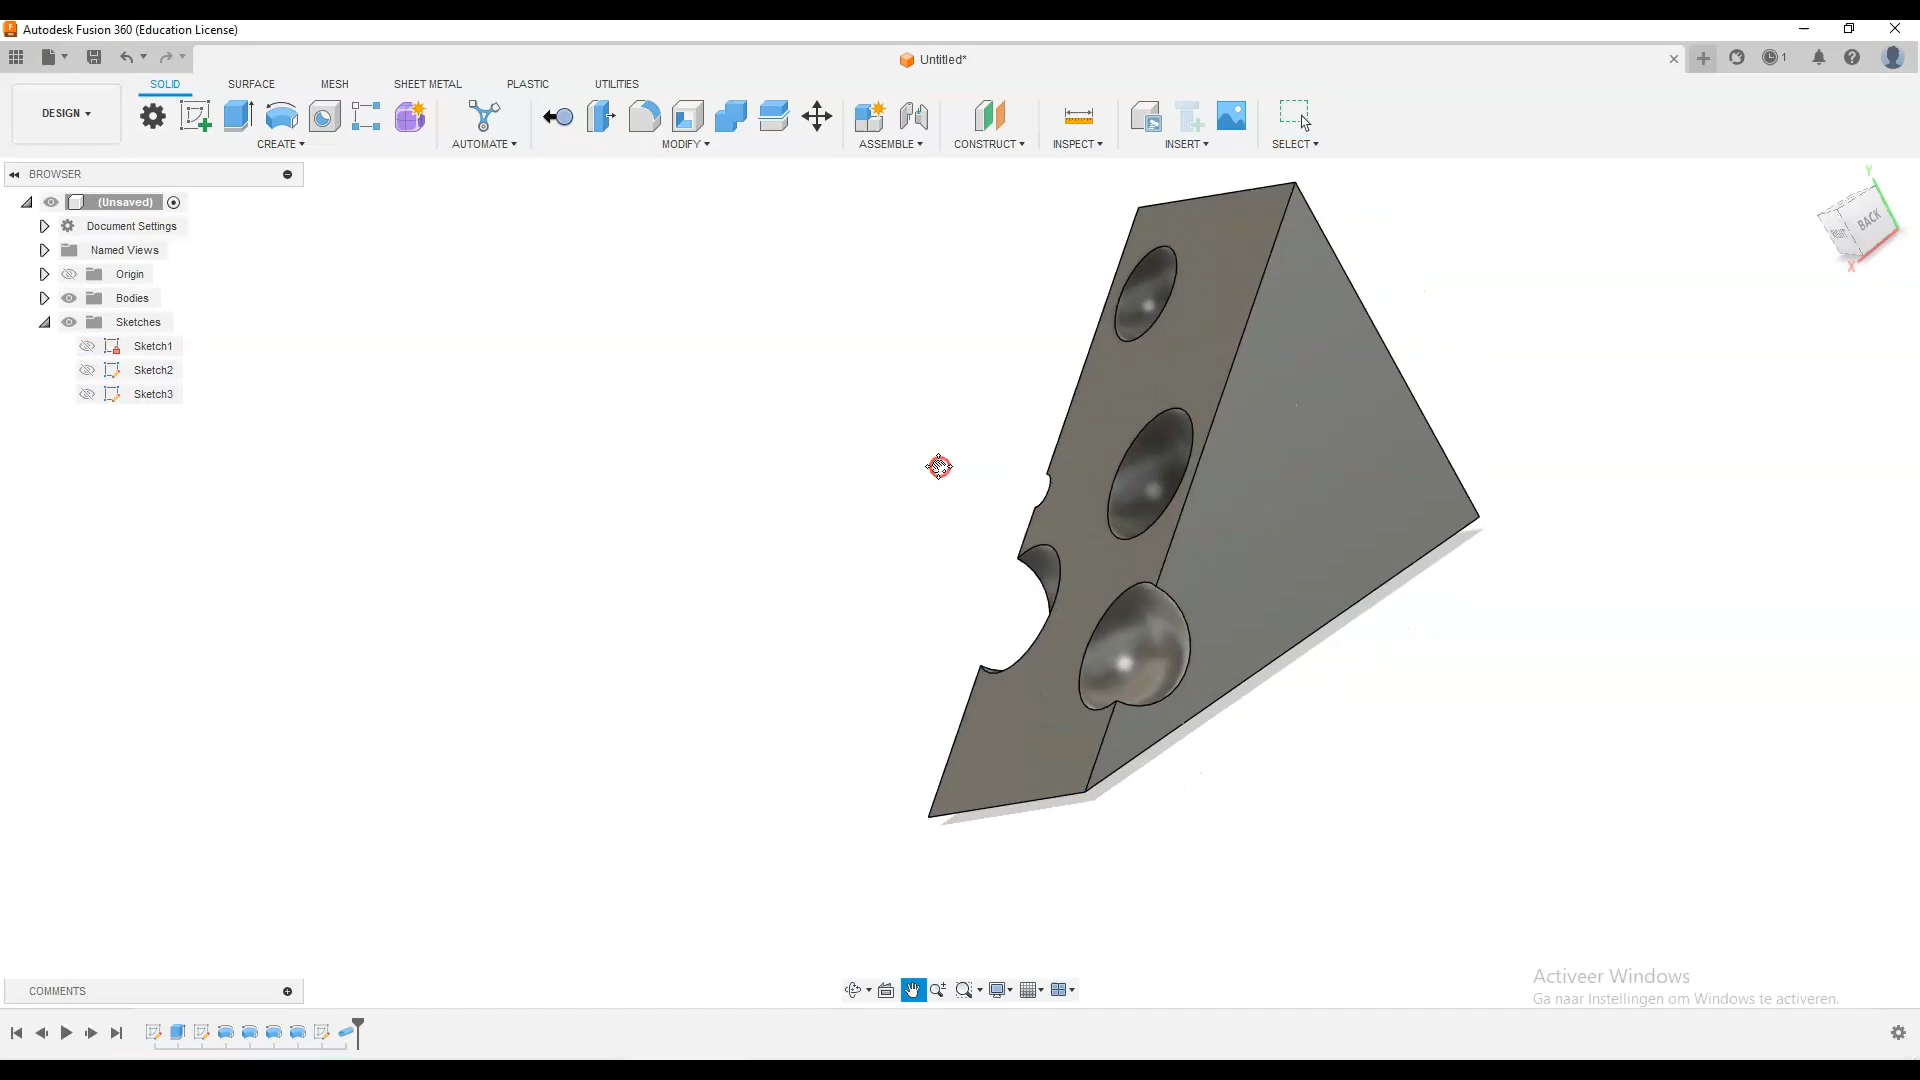 Autodesk Fusion 360 (Education License)
Untitled*
1
DESIGN
SOLID
SURFACE
MESH
SHEET METAL
PLASTIC
UTILITIES
CREATE
AUTOMATE
MODIFY
ASSEMBLE
CONSTRUCT
INSPECT
INSERT
SELECT
BROWSER
(Unsaved)
Document Settings
Named Views
Origin
Bodies
Sketches
Sketch1
Sketch2
Sketch3
Y
BACK
X
COMMENTS
Activeer Windows
Ga naar Instellingen om Windows te activeren.